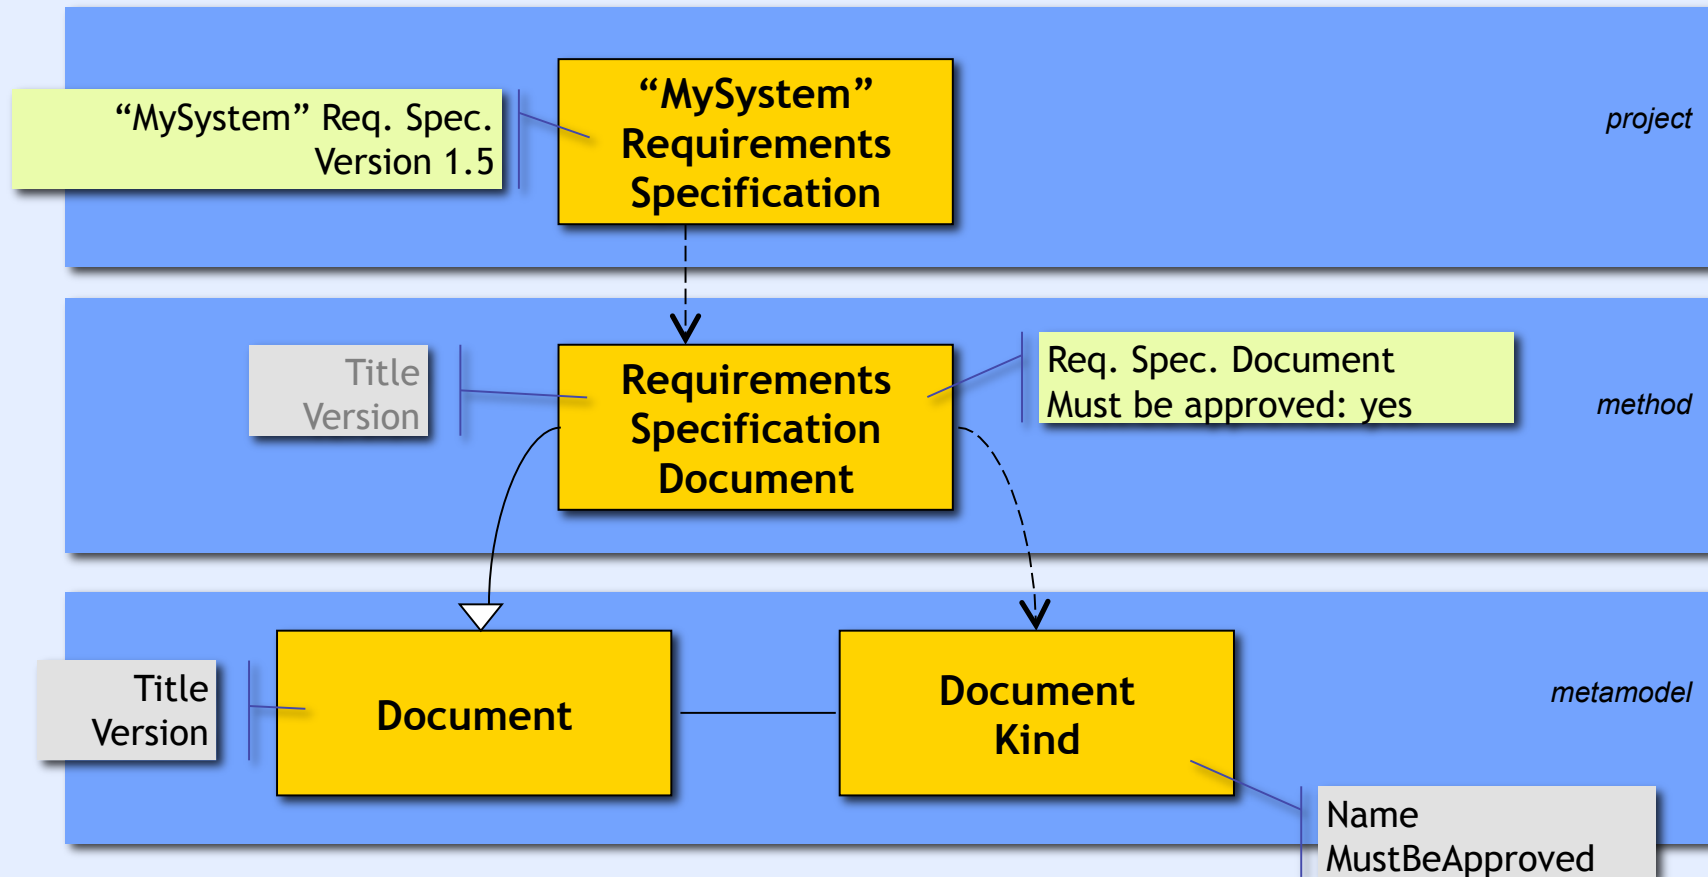 “MySystem” Req. Spec.
Version 1.5
“MySystem”
Requirements
Specification
project
Title
Version
Requirements
Specification
Document
Req. Spec. Document
Must be approved: yes
method
Title
Version
Document
Document
Kind
metamodel
Name
MustBeApproved